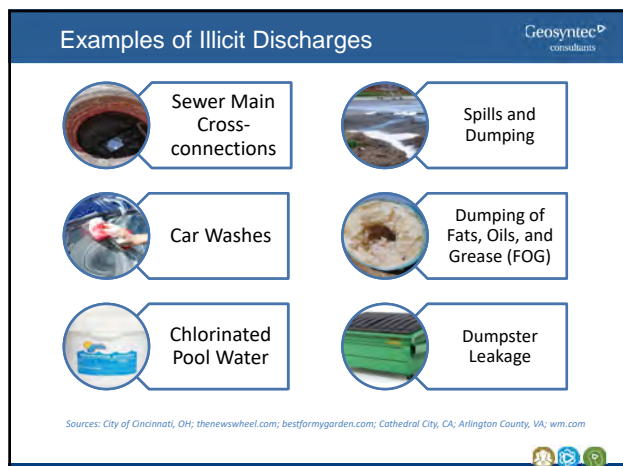 Examples of Illicit Discharges
Geosyntec
consultants
Sewer Main
Cross-
connections
Spills and
Dumping
Car Washes
Dumping of
Fats, Oils, and
Grease (FOG)
Chlorinated
Pool Water
Dumpster
Leakage
Sources: City of Cincinnati, OH; thenewswheel.com; bestformygarden.com; Cathedral City, CA; Arlington County, VA; wm.com